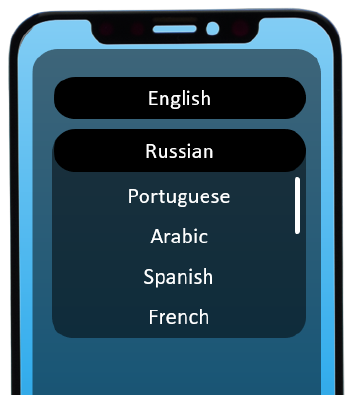 English
Russian
Portuguese
Arabic
Spanish
French